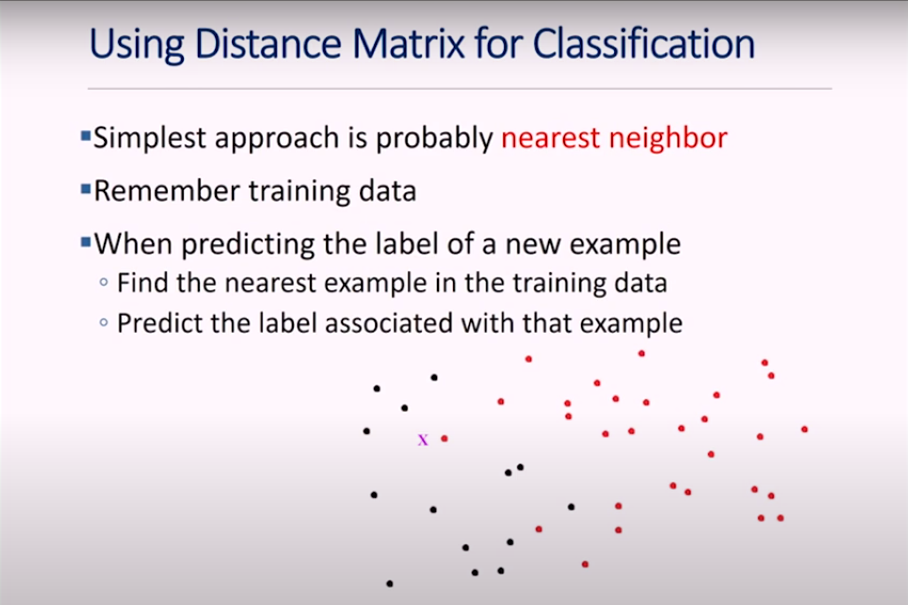 Using Distance Matrix for Classification
▪Simplest approach is probably nearest neighbor
▪Remember training data
▪When predicting the label of a new example
◦ Find the nearest example in the training data
◦ Predict the label associated with that example
X